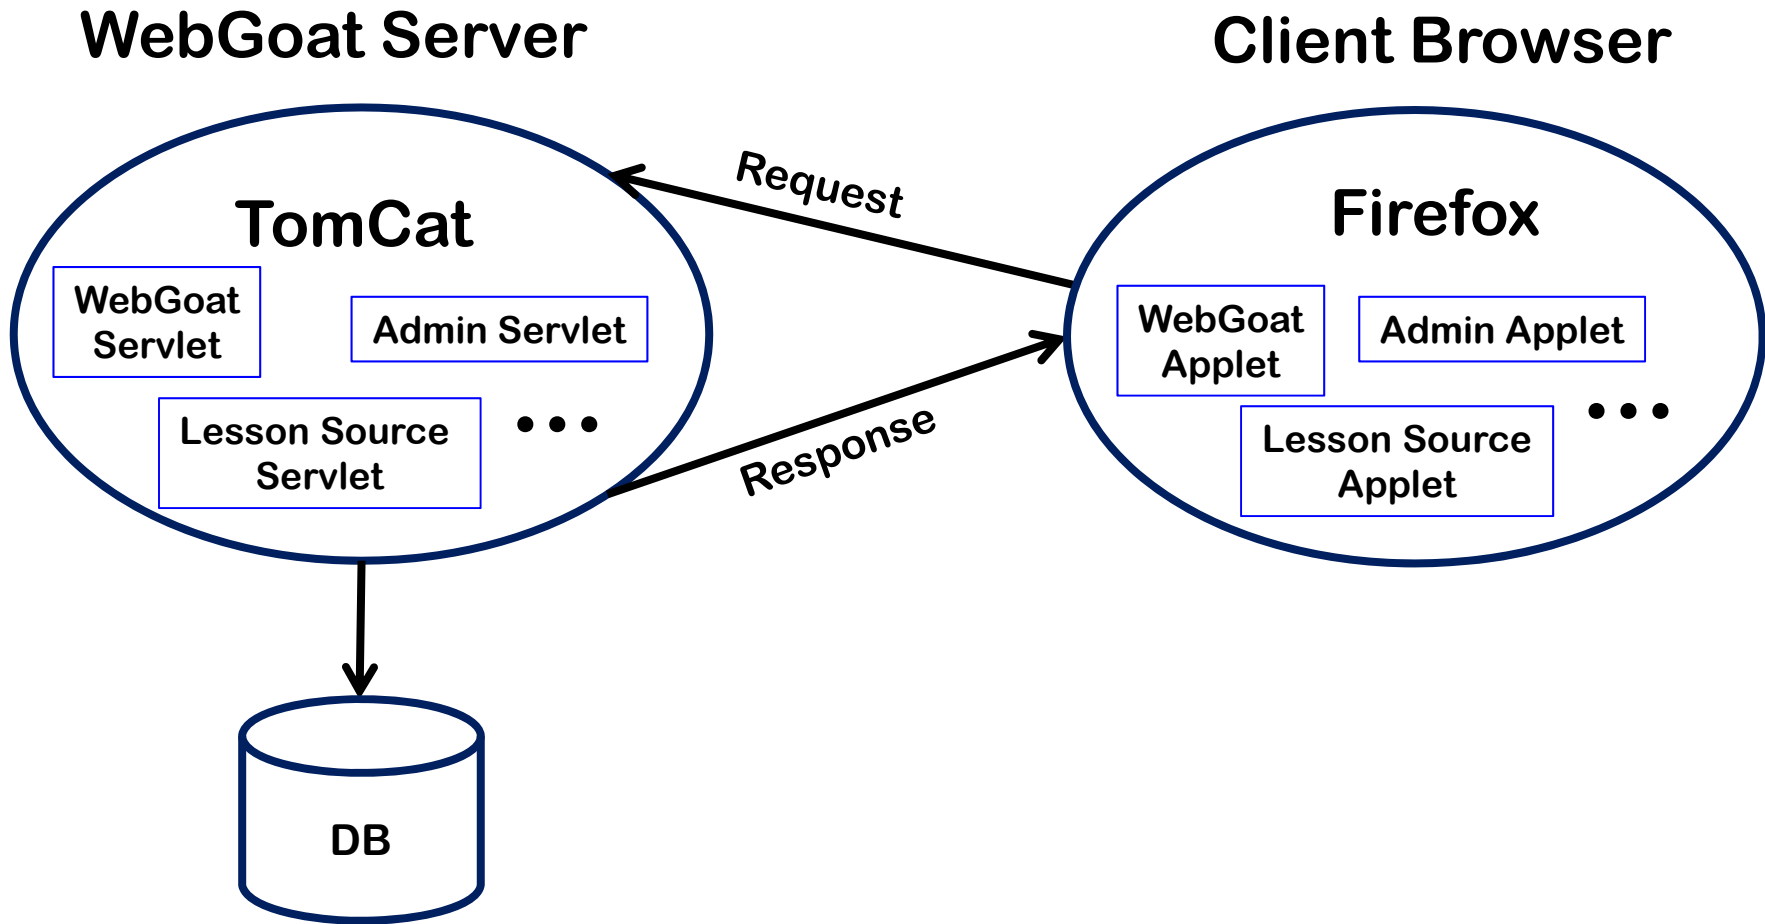 WebGoat Server
Client Browser
Request
TomCat
Firefox
WebGoat
Servlet
Admin Servlet
WebGoat
Applet
Admin Applet
Lesson Source
Servlet
Response
Lesson Source
Applet
DB